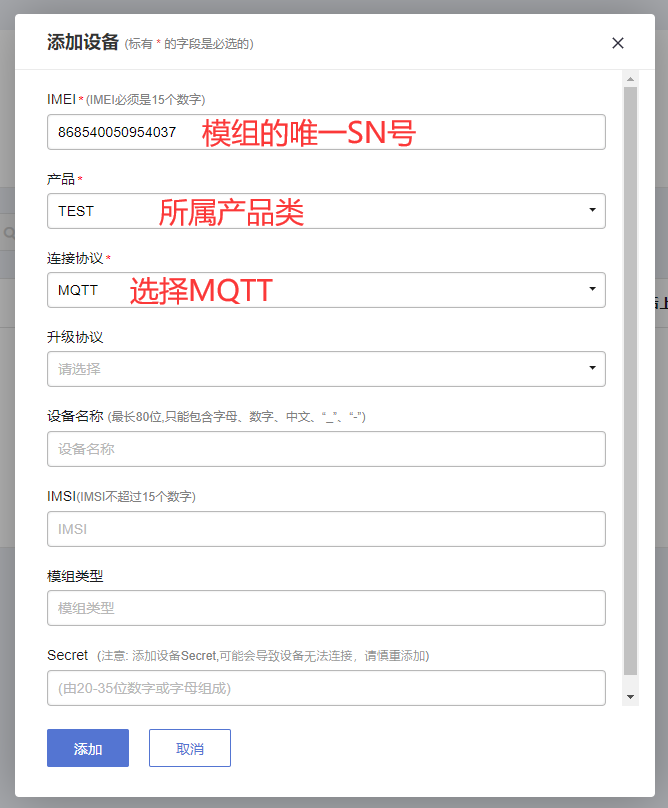 添加设备 (标有 * 的字段是必选的)
IMEI * (IMEI必须是15个数字)
868540050954037 模组的唯一SN号
产品 *
TEST 所属产品类
连接协议 *
MQTT 选择MQTT
升级协议
请选择
设备名称 (最长80位,只能包含字母、数字、中文、“_”、“-”)
设备名称
IMSI(IMSI不超过15个数字)
IMSI
模组类型
模组类型
Secret (注意: 添加设备Secret,可能会导致设备无法连接，请慎重添加)
(由20-35位数字或字母组成)
添加 取消